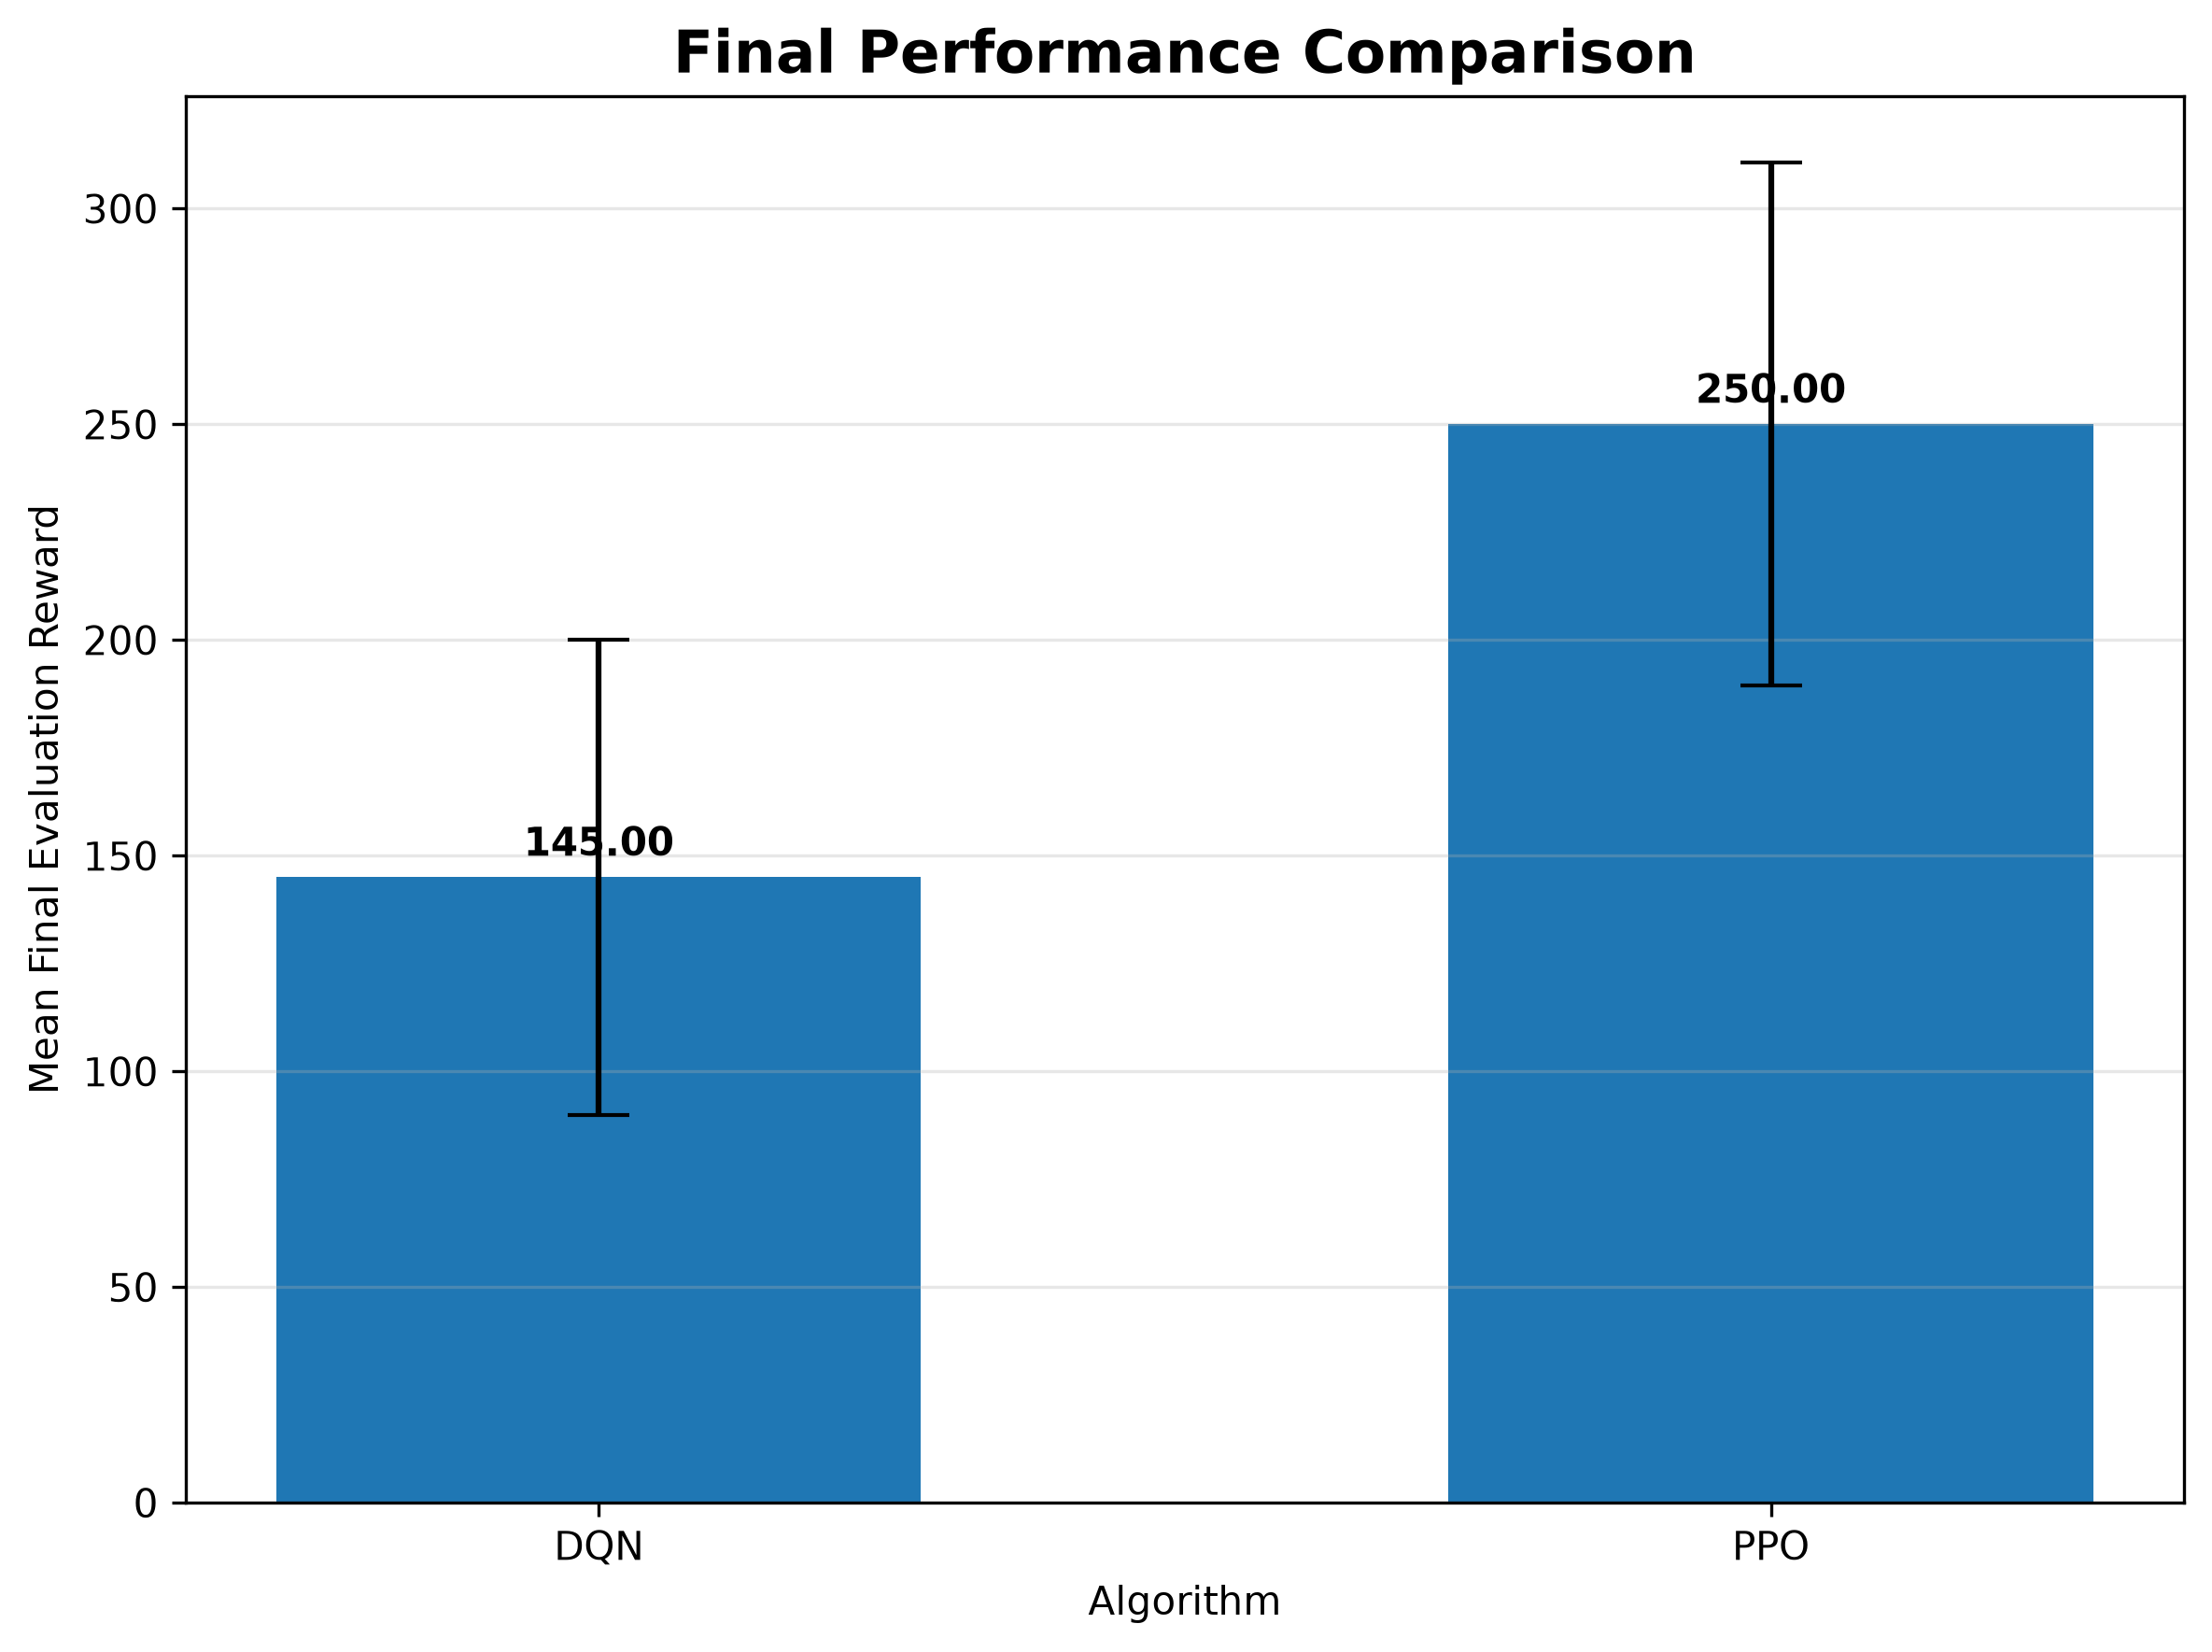 Final Performance Comparison
Mean Final Evaluation Reward
300
250
200
150
100
50
0
250.00
145.00
DQN
PPO
Algorithm